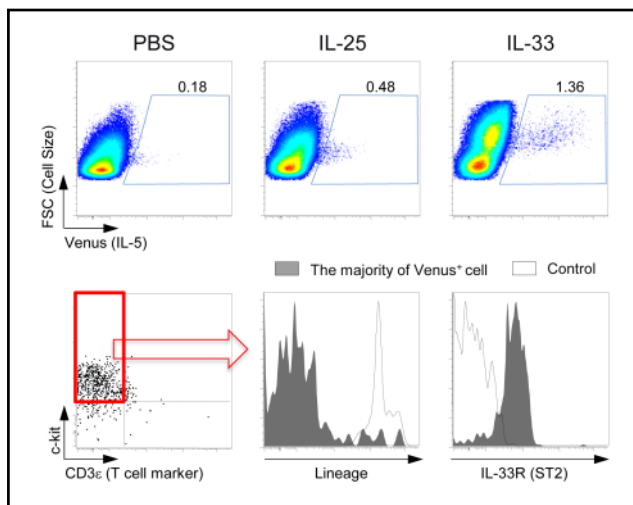 PBS IL-25 IL-33
0.18 0.48 1.36
FSC (Cell Size)
Venus (IL-5)
The majority of Venus⁺ cell Control
c-kit
CD3ε (T cell marker) Lineage IL-33R (ST2)